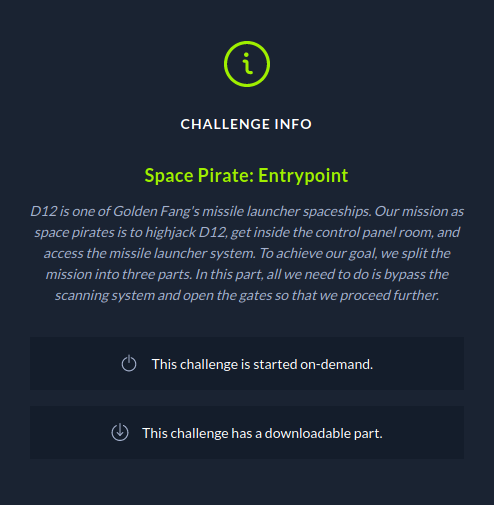 CHALLENGE INFO
Space Pirate: Entrypoint
D12 is one of Golden Fang's missile launcher spaceships. Our mission as
space pirates is to highjack D12, get inside the control panel room, and
access the missile launcher system. To achieve our goal, we split the
mission into three parts. In this part, all we need to do is bypass the
scanning system and open the gates so that we proceed further.
This challenge is started on-demand.
This challenge has a downloadable part.